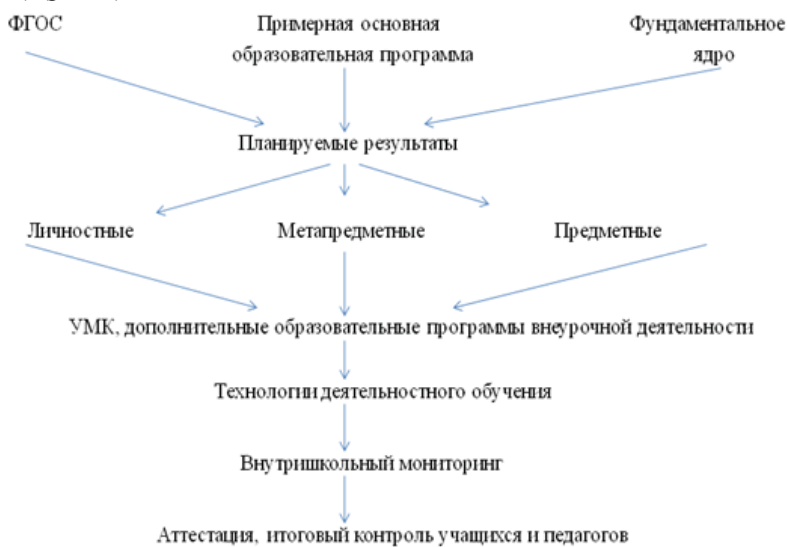 ФГОС
Примерная основная
образовательная программа
Фундаментальное
ядро
Планируемые результаты
Личностные
Метапредметные
Предметные
УМК, дополнительные образовательные программы внеурочной деятельности
Технологии деятельностного обучения
Внутришкольный мониторинг
Аттестация, итоговый контроль учащихся и педагогов